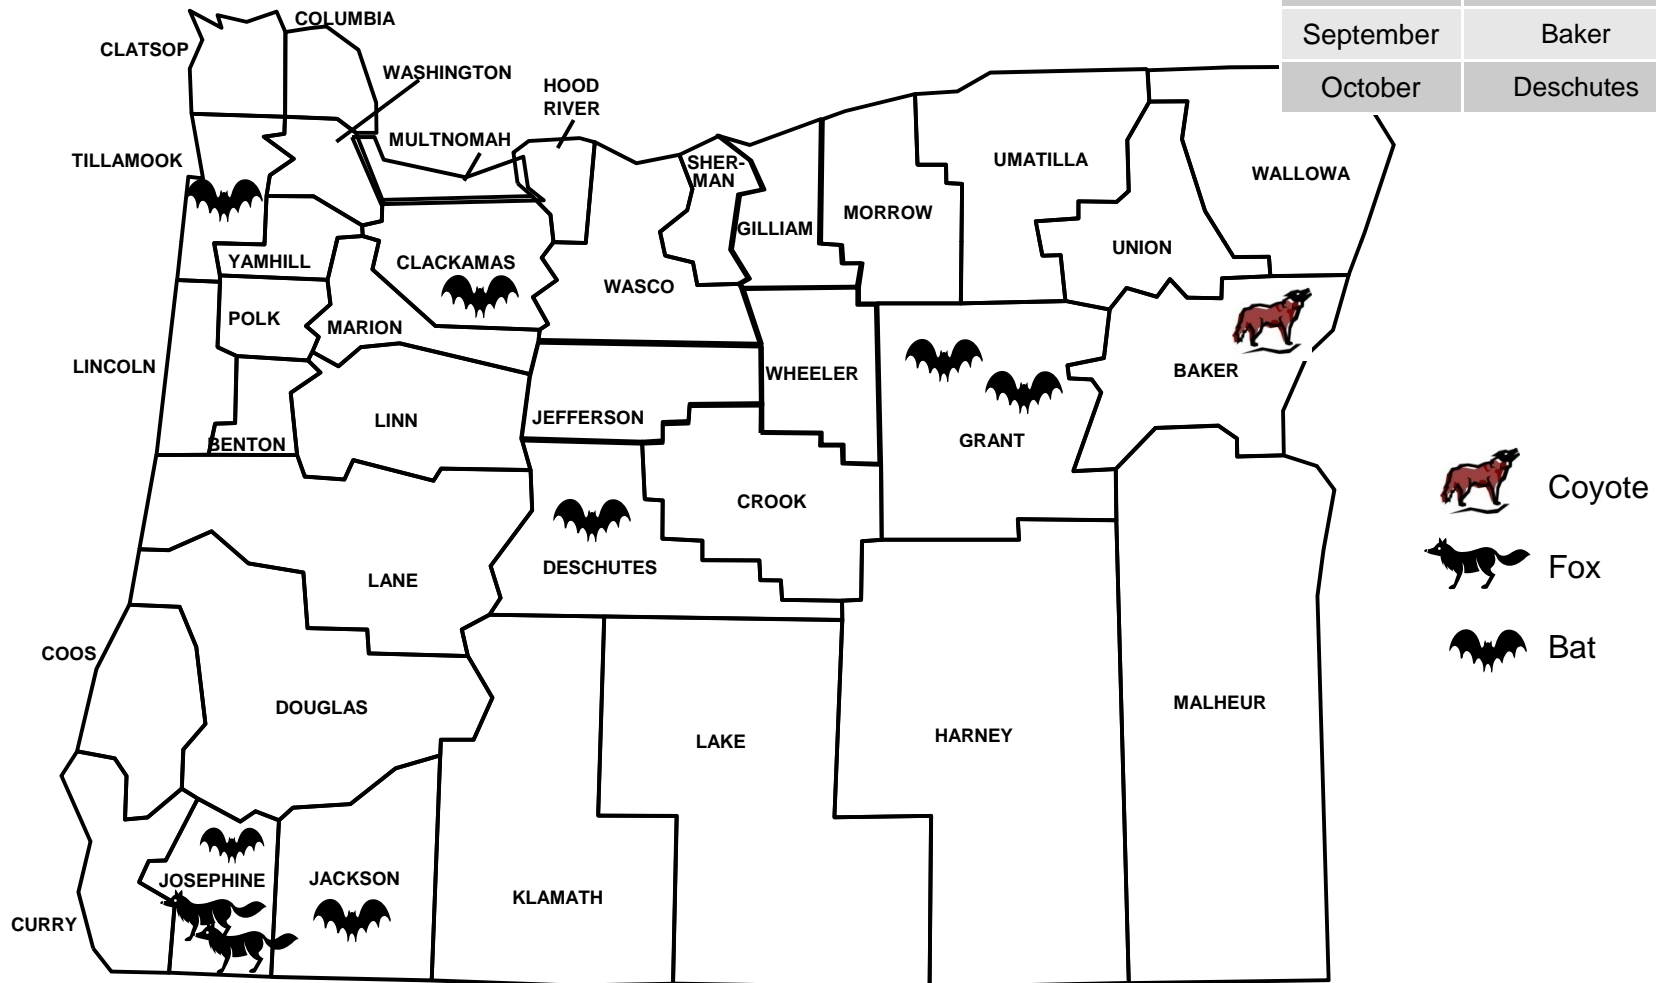 COLUMBIA
CLATSOP
September Baker
WASHINGTON
HOOD
RIVER
October Deschutes
MULTNOMAH
TILLAMOOK
SHER-
MAN
UMATILLA
WALLOWA
MORROW
GILLIAM
UNION
YAMHILL
CLACKAMAS
WASCO
POLK
MARION
LINCOLN
WHEELER
BAKER
JEFFERSON
LINN
BENTON
GRANT
Coyote
CROOK
DESCHUTES
Fox
LANE
COOS
Bat
DOUGLAS
MALHEUR
LAKE
HARNEY
JOSEPHINE
JACKSON
KLAMATH
CURRY